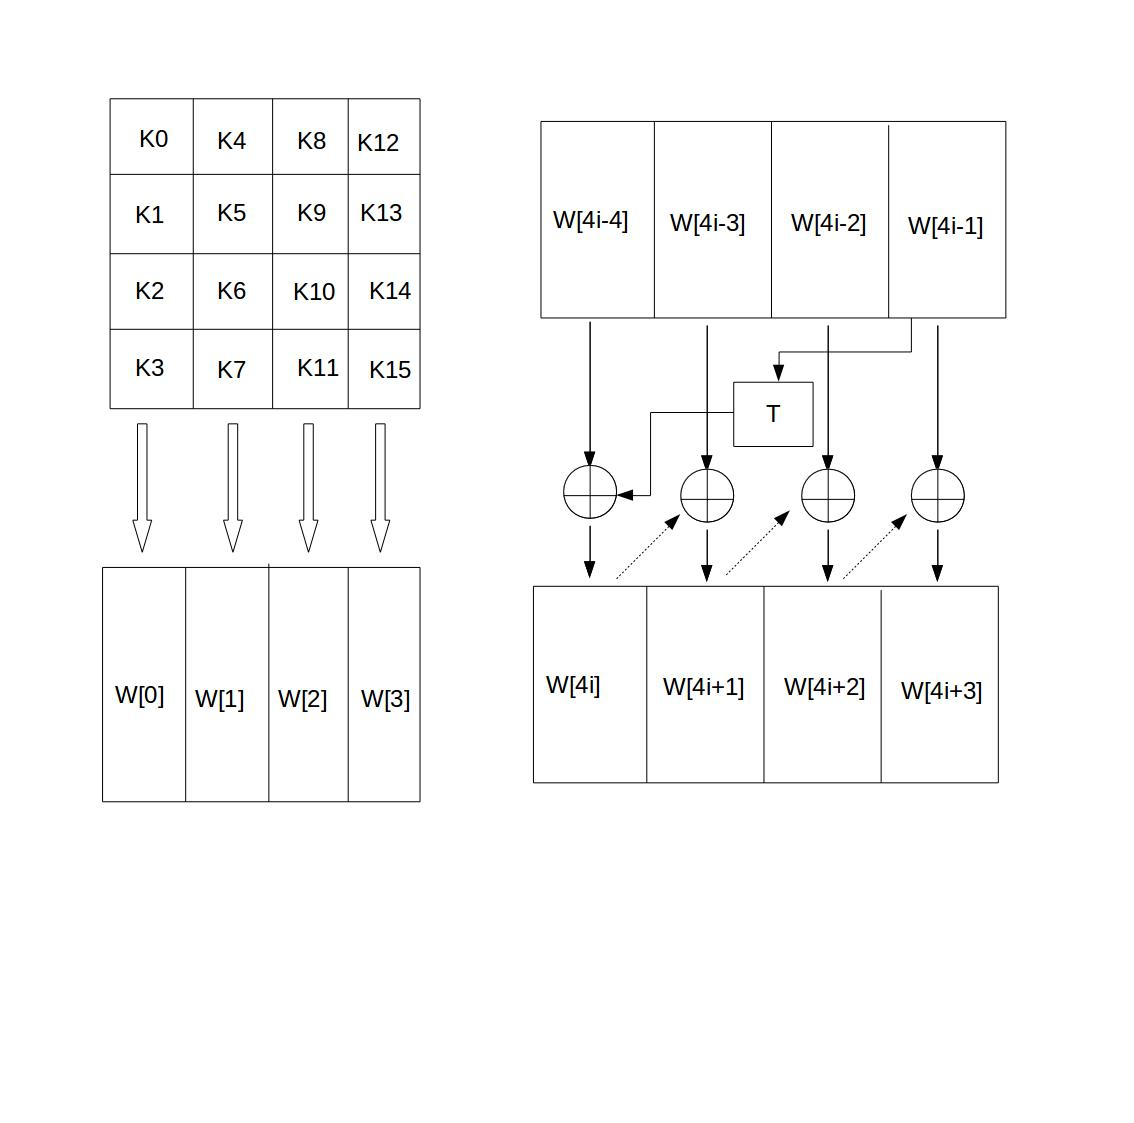 K0 K4 K8 K12
K1 K5 K9 K13
K2 K6 K10 K14
K3 K7 K11 K15
W[0] W[1] W[2] W[3]
W[4i-4] W[4i-3] W[4i-2] W[4i-1]
T
W[4i] W[4i+1] W[4i+2] W[4i+3]